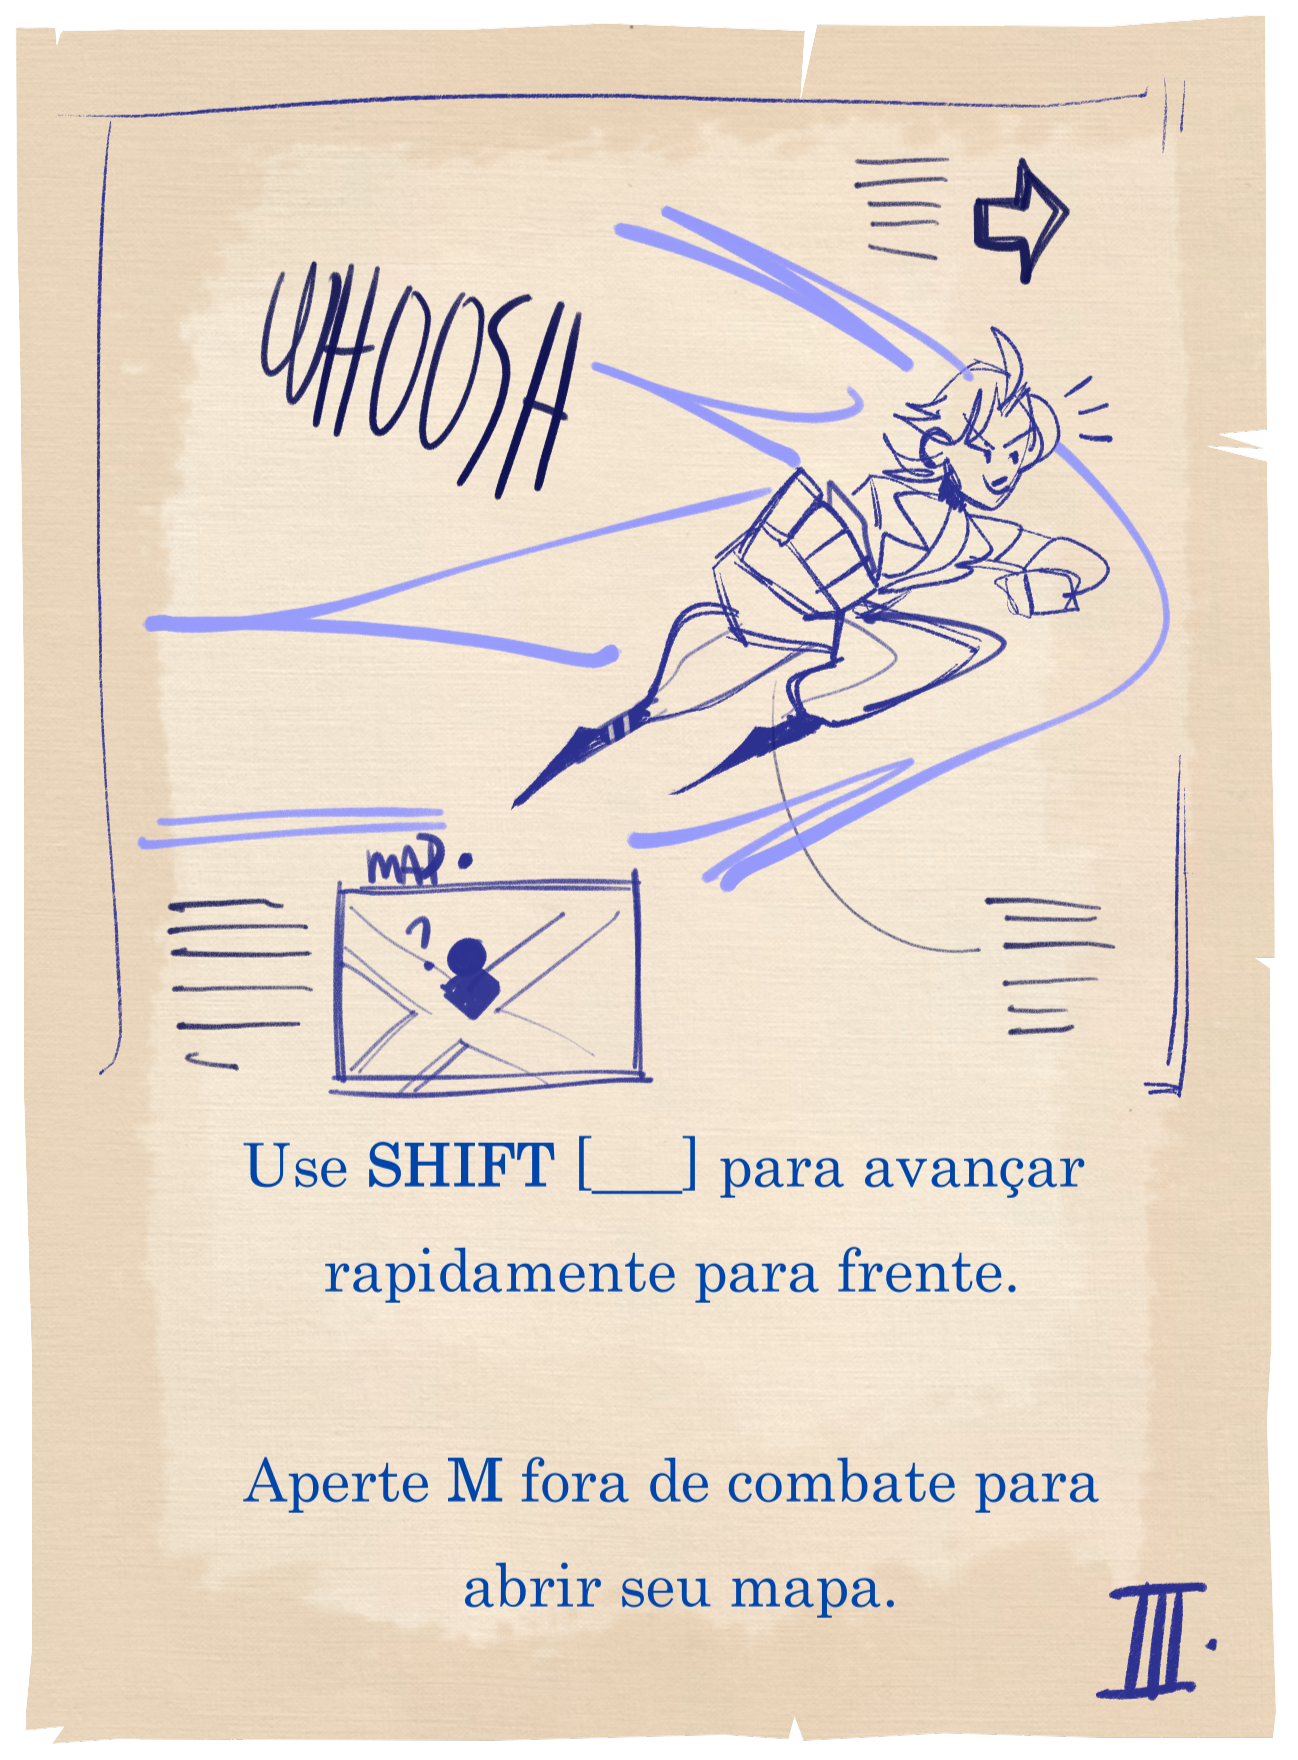 WHOOSH
MAP.
?
Use SHIFT [___] para avançar
rapidamente para frente.
Aperte M fora de combate para
abrir seu mapa.
III.